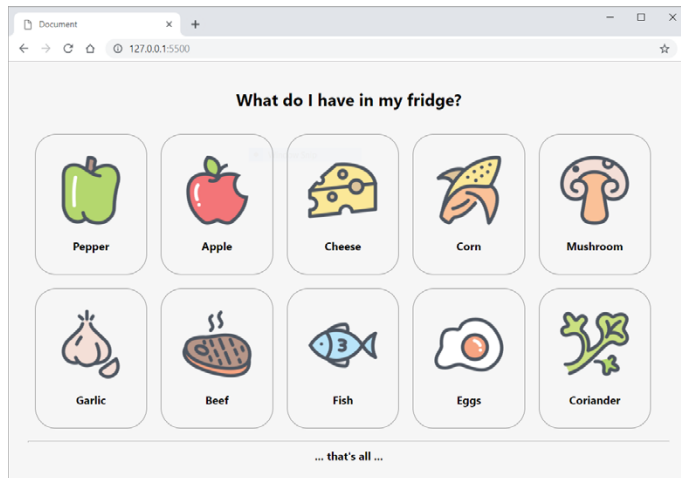 Document
127.0.0.1:5500
What do I have in my fridge?
Pepper Apple Cheese Corn Mushroom
Garlic Beef Fish Eggs Coriander
... that's all ...